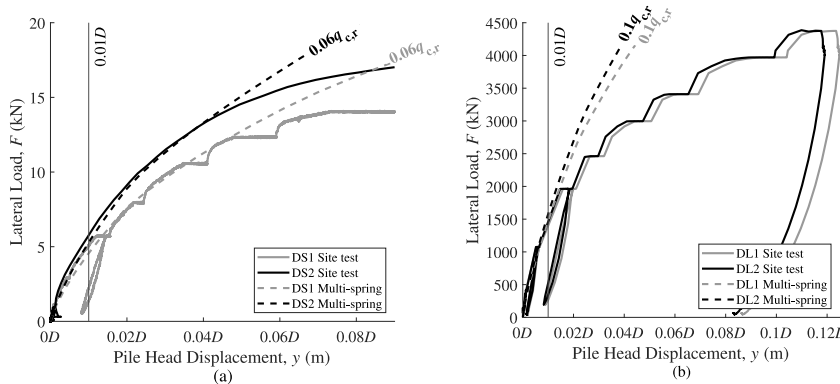 20
15
10
5
0
Lateral Load, F (kN)
0.01D
0.06q c,r
0.06q c,r
DS1 Site test
DS2 Site test
DS1 Multi-spring
DS2 Multi-spring
0D 0.02D 0.04D 0.06D 0.08D
Pile Head Displacement, y (m)
(a)
4500
4000
3500
3000
2500
2000
1500
1000
500
0
Lateral Load, F (kN)
0.01D
0.1q c,r
0.1q c,r
DL1 Site test
DL2 Site test
DL1 Multi-spring
DL2 Multi-spring
0D 0.02D 0.04D 0.06D 0.08D 0.1D 0.12D
Pile Head Displacement, y (m)
(b)